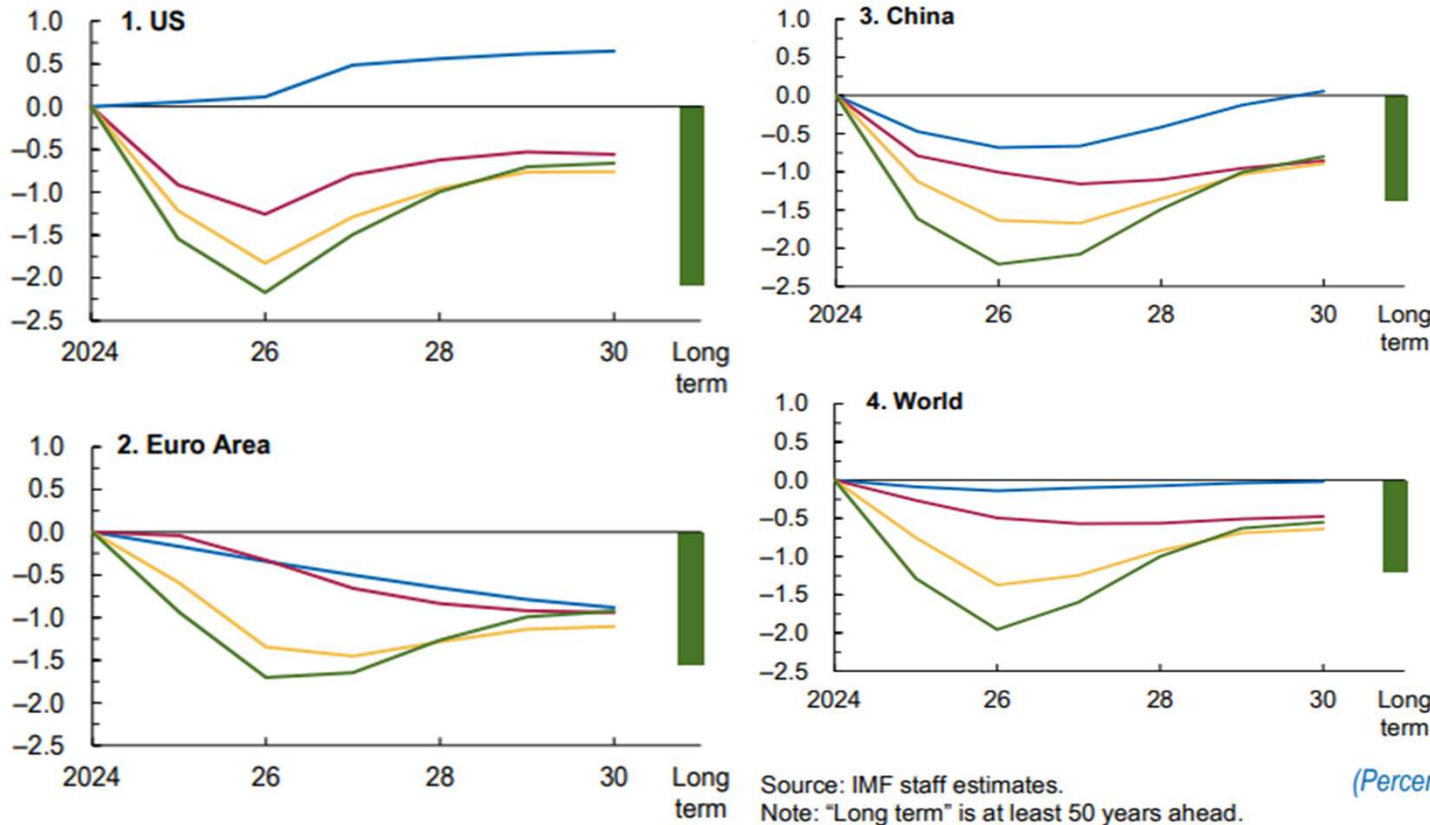 1. US
1.0
0.5
0.0
–0.5
–1.0
–1.5
–2.0
–2.5
2024 26 28 30 Long
term
2. Euro Area
1.0
0.5
0.0
–0.5
–1.0
–1.5
–2.0
–2.5
2024 26 28 30 Long
term
3. China
1.0
0.5
0.0
–0.5
–1.0
–1.5
–2.0
–2.5
2024 26 28 30 Long
term
4. World
1.0
0.5
0.0
–0.5
–1.0
–1.5
–2.0
–2.5
2024 26 28 30 Long
term
Source: IMF staff estimates.
Note: “Long term” is at least 50 years ahead.